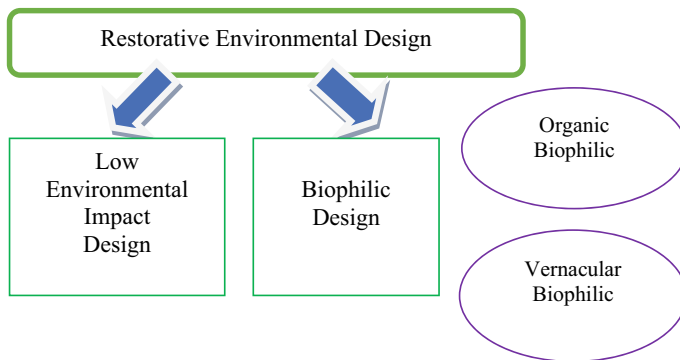 Restorative Environmental Design
Low
Environmental
Impact
Design
Biophilic
Design
Organic
Biophilic
Vernacular
Biophilic